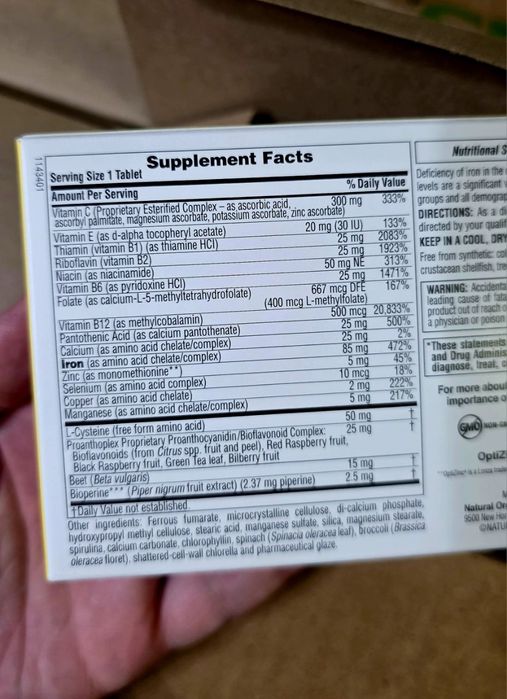 1143401
Supplement Facts
Serving Size 1 Tablet
Amount Per Serving % Daily Value
Vitamin C (Proprietary Esterified Complex – as ascorbic acid, 300 mg 333%
ascorbyl palmitate, magnesium ascorbate, potassium ascorbate, zinc ascorbate)
Vitamin E (as d-alpha tocopheryl acetate) 20 mg (30 IU) 133%
Thiamin (vitamin B1) (as thiamine HCl) 25 mg 2083%
Riboflavin (vitamin B2) 25 mg 1923%
Niacin (as niacinamide) 50 mg NE 313%
Vitamin B6 (as pyridoxine HCl) 25 mg 1471%
Folate (as calcium-L-5-methyltetrahydrofolate) 667 mcg DFE 167%
(400 mcg L-methylfolate)
Vitamin B12 (as methylcobalamin) 500 mcg 20,833%
Pantothenic Acid (as calcium pantothenate) 25 mg 500%
Calcium (as amino acid chelate/complex) 25 mg 2%
Iron (as amino acid chelate/complex) 85 mg 472%
Zinc (as monomethionine**) 5 mg 45%
Selenium (as amino acid complex) 10 mcg 18%
Copper (as amino acid chelate) 2 mg 222%
Manganese (as amino acid chelate/complex) 5 mg 217%
L-Cysteine (free form amino acid) 50 mg †
Proanthoplex Proprietary Proanthocyanidin/Bioflavonoid Complex: 25 mg †
Bioflavonoids (from Citrus spp. fruit and peel), Red Raspberry fruit,
Black Raspberry fruit, Green Tea leaf, Bilberry fruit
Beet (Beta vulgaris) 15 mg †
Bioperine*** (Piper nigrum fruit extract) (2.37 mg piperine) 2.5 mg †
†Daily Value not established.
Other ingredients: Ferrous fumarate, microcrystalline cellulose, di-calcium phosphate,
hydroxypropyl methyl cellulose, stearic acid, manganese sulfate, silica, magnesium stearate,
spirulina, calcium carbonate, chlorophyllin, spinach (Spinacia oleracea leaf), broccoli (Brassica
oleracea floret), shattered-cell-wall chlorella and pharmaceutical glaze.
Nutritional S
Deficiency of iron in the
levels are a significant
groups and all demograp
DIRECTIONS: As a di
directed by your qualif
KEEP IN A COOL, DRY
Free from synthetic: col
crustacean shellfish, tre
WARNING: Accidenta
leading cause of fata
product out of reach o
a physician or poison
*These statements
and Drug Adminis
diagnose, treat, c
For more abou
importance o
GMO NON-G
OptiZ
Natural Or
9500 New Ho
©NATU